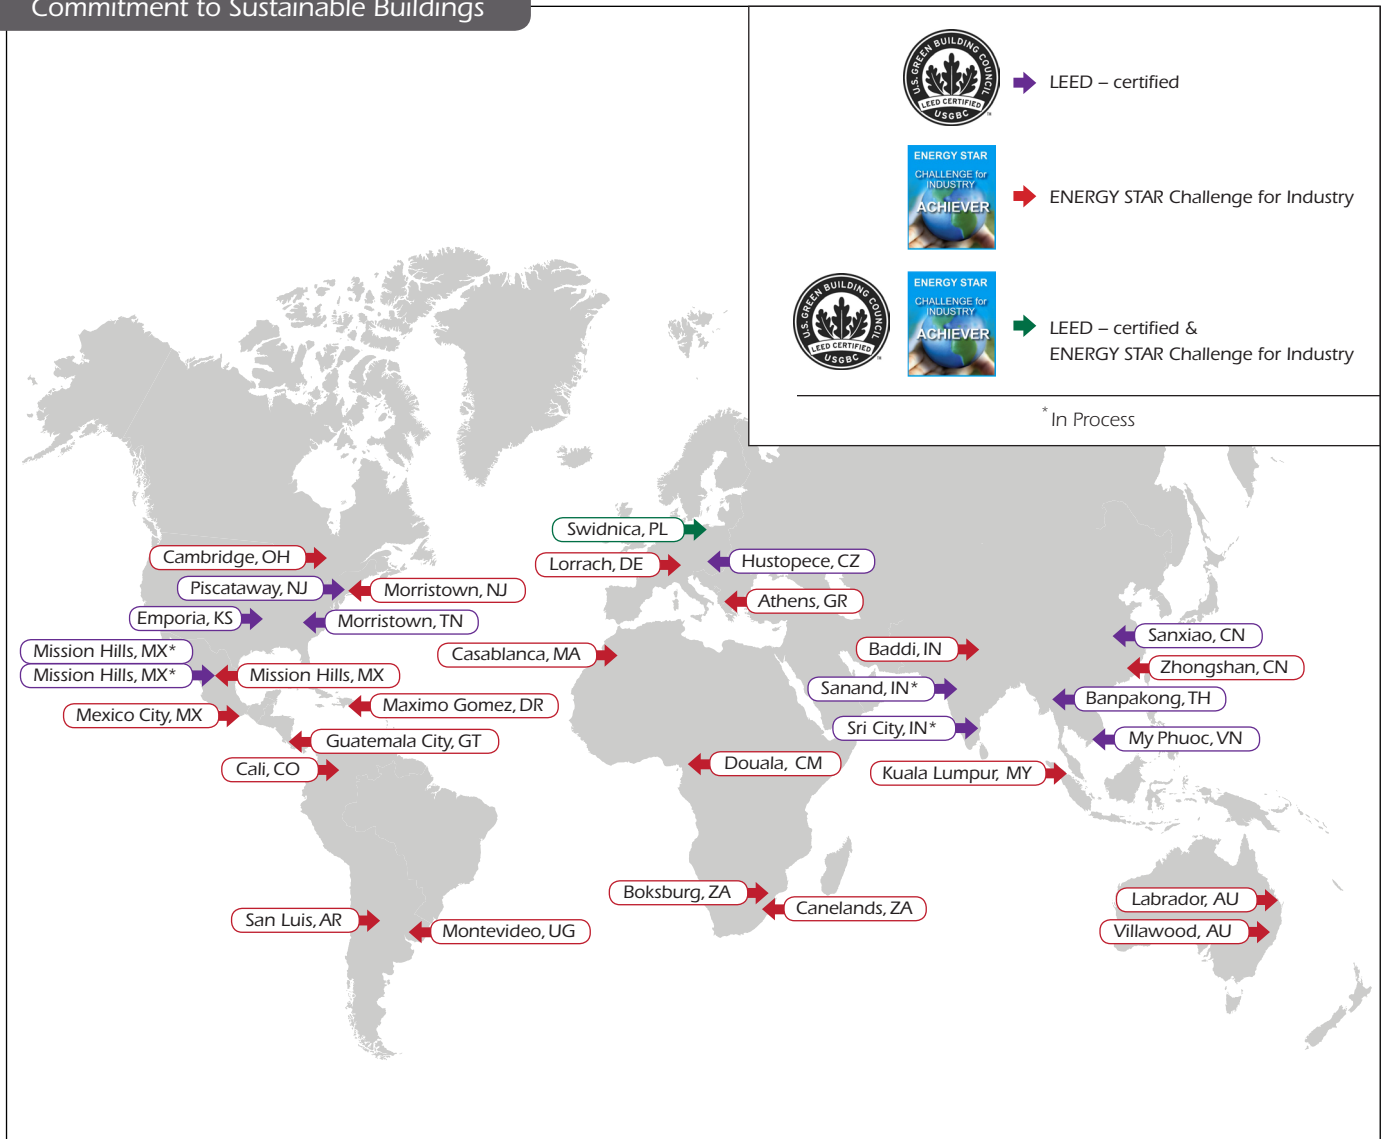 Commitment to Sustainable Buildings
U.S. GREEN BUILDING COUNCIL
LEED CERTIFIED
USGBC
™
LEED – certified
ENERGY STAR
CHALLENGE for
INDUSTRY
ACHIEVER
ENERGY STAR Challenge for Industry
U.S. GREEN BUILDING COUNCIL
LEED CERTIFIED
USGBC
™
ENERGY STAR
CHALLENGE for
INDUSTRY
ACHIEVER
LEED – certified &
ENERGY STAR Challenge for Industry
* In Process
Swidnica, PL
Cambridge, OH
Lorrach, DE
Hustopece, CZ
Piscataway, NJ
Morristown, NJ
Athens, GR
Emporia, KS
Morristown, TN
Sanxiao, CN
Mission Hills, MX*
Casablanca, MA
Baddi, IN
Zhongshan, CN
Mission Hills, MX*
Mission Hills, MX
Sanand, IN*
Banpakong, TH
Mexico City, MX
Maximo Gomez, DR
Sri City, IN*
My Phuoc, VN
Guatemala City, GT
Cali, CO
Douala, CM
Kuala Lumpur, MY
Boksburg, ZA
Canelands, ZA
Labrador, AU
San Luis, AR
Montevideo, UG
Villawood, AU